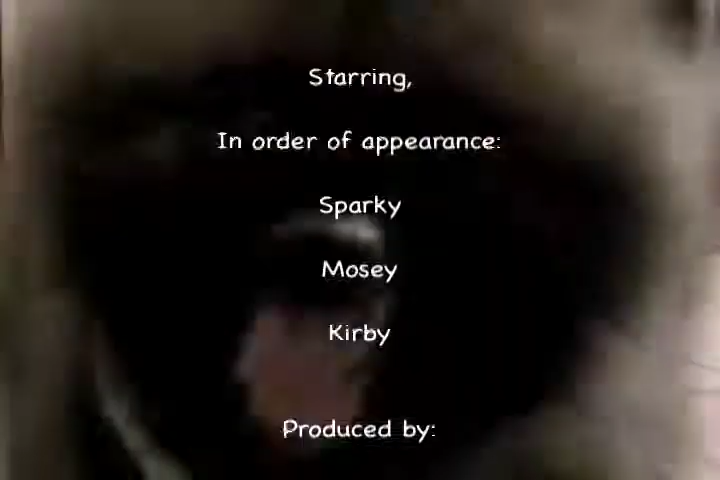 Starring,
In order of appearance:
Sparky
Mosey
Kirby
Produced by: